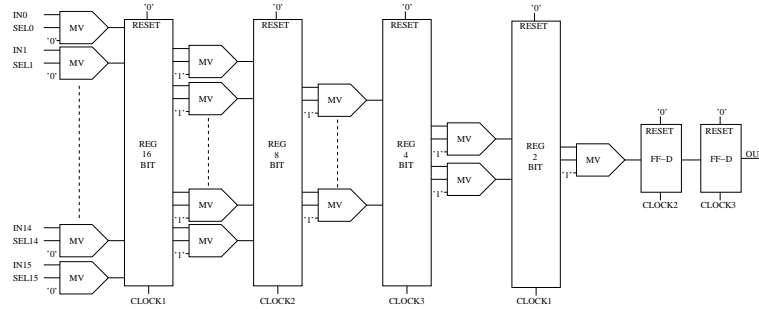 '0' '0' '0' '0'
IN0 MV RESET RESET RESET RESET
SEL0
'0'
IN1 MV
SEL1 MV
'0' '1' MV
MV
'1' '1'
'0' '0'
MV RESET RESET
REG REG REG REG
16 8 4 2 MV FF-D FF-D OU
BIT BIT BIT BIT
'1' '1'
MV
'1'
CLOCK2 CLOCK3
MV MV
'1' '1'
IN14
SEL14 MV MV
'0' '1'
IN15
SEL15 MV
'0'
CLOCK1 CLOCK2 CLOCK3 CLOCK1